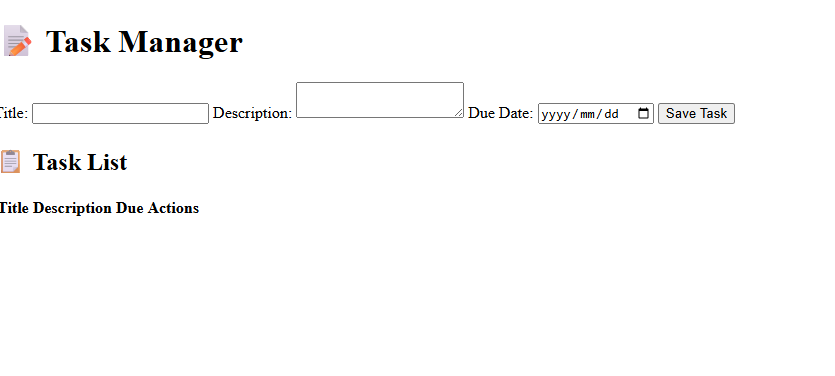 Task Manager
Title: Description: Due Date: yyyy/mm/dd Save Task
Task List
Title Description Due Actions